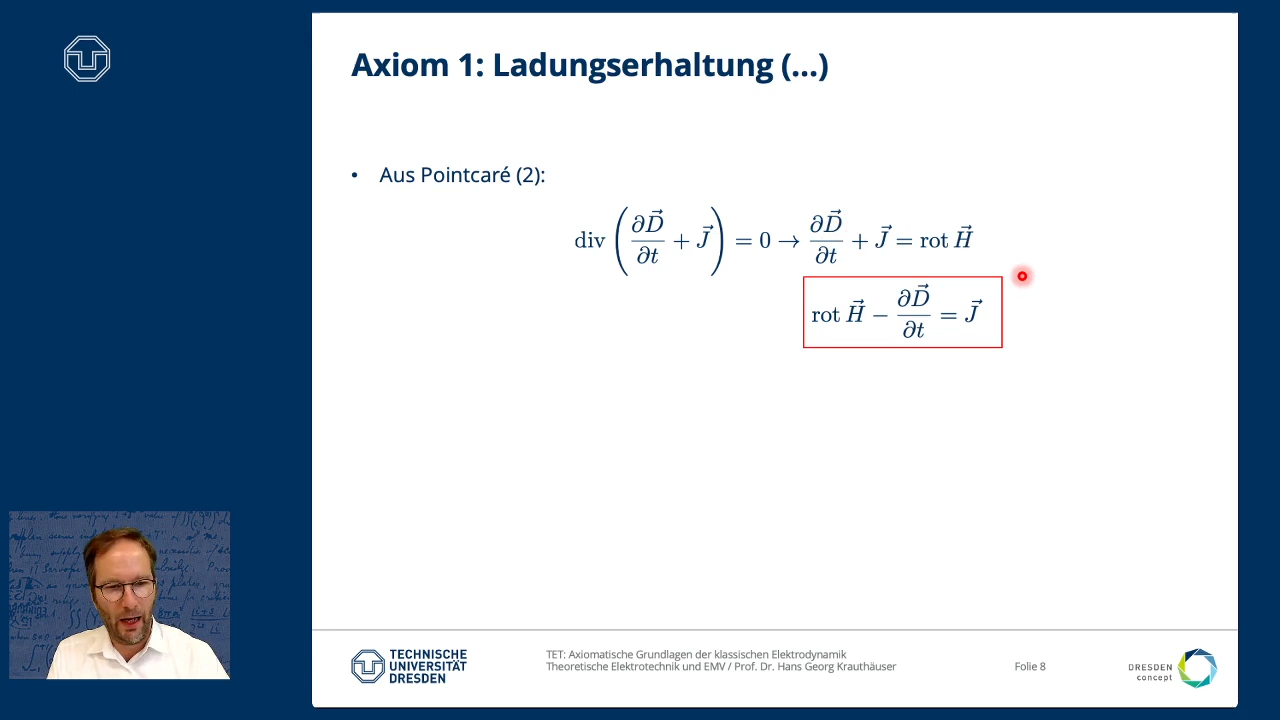 Axiom 1: Ladungserhaltung (...)
• Aus Pointcaré (2):
div (∂D⃗/∂t + J⃗) = 0 → ∂D⃗/∂t + J⃗ = rot H⃗
rot H⃗ − ∂D⃗/∂t = J⃗
TECHNISCHE
UNIVERSITÄT
DRESDEN
TET: Axiomatische Grundlagen der klassischen Elektrodynamik
Theoretische Elektrotechnik und EMV / Prof. Dr. Hans Georg Krauthäuser
Folie 8
DRESDEN
concept